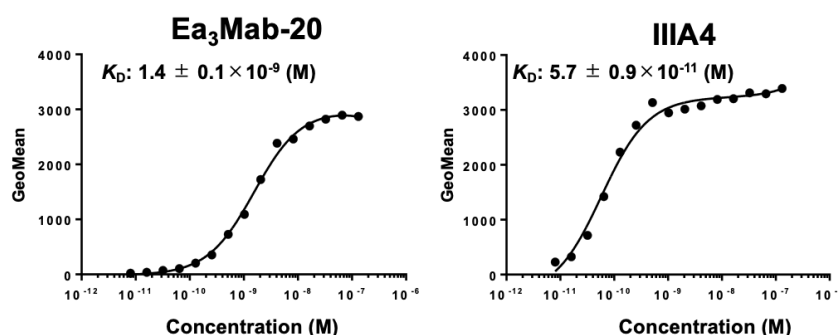 Ea₃Mab-20
K_D: 1.4 ± 0.1×10⁻⁹ (M)
GeoMean
4000
3000
2000
1000
0
10⁻¹² 10⁻¹¹ 10⁻¹⁰ 10⁻⁹ 10⁻⁸ 10⁻⁷ 10⁻⁶
Concentration (M)
IIIA4
K_D: 5.7 ± 0.9×10⁻¹¹ (M)
GeoMean
4000
3000
2000
1000
0
10⁻¹² 10⁻¹¹ 10⁻¹⁰ 10⁻⁹ 10⁻⁸ 10⁻⁷
Concentration (M)